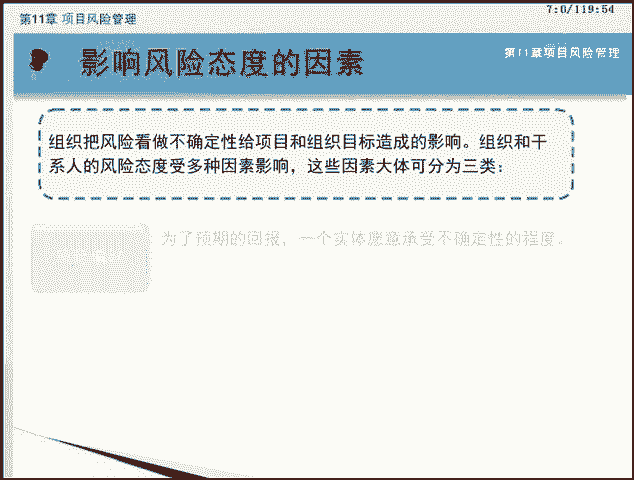 第11章 项目风险管理
7:0/119:54
影响风险态度的因素
第11章项目风险管理
组织把风险看做不确定性给项目和组织目标造成的影响。组织和干
系人的风险态度受多种因素影响，这些因素大体可分为三类：
为了预期的回报，一个实体愿意承受不确定性的程度。